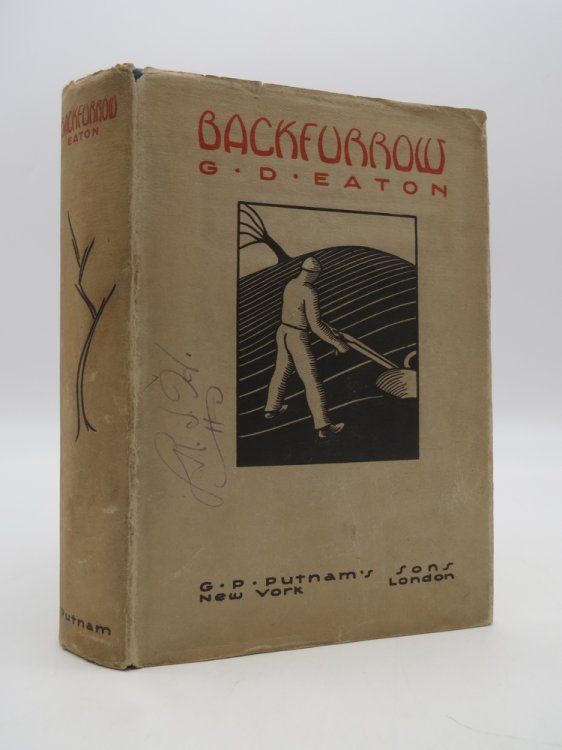 BACKFURROW
EATON
Putnam
BACKFURROW
G·D·EATON
G·P·Putnam's Sons
New York London